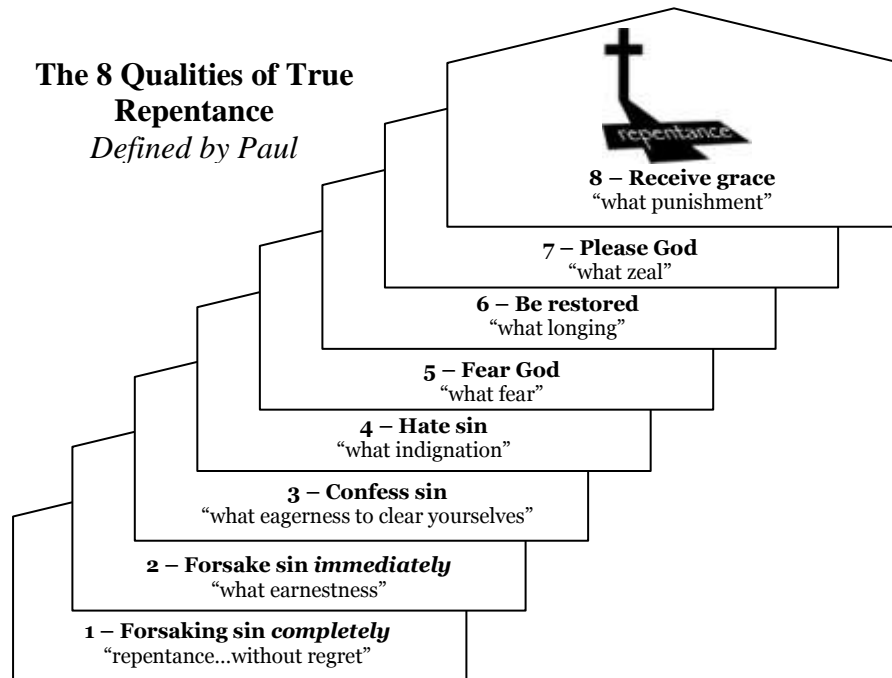 The 8 Qualities of True
Repentance
Defined by Paul
repentance
8 – Receive grace
“what punishment”
7 – Please God
“what zeal”
6 – Be restored
“what longing”
5 – Fear God
“what fear”
4 – Hate sin
“what indignation”
3 – Confess sin
“what eagerness to clear yourselves”
2 – Forsake sin immediately
“what earnestness”
1 – Forsaking sin completely
“repentance...without regret”